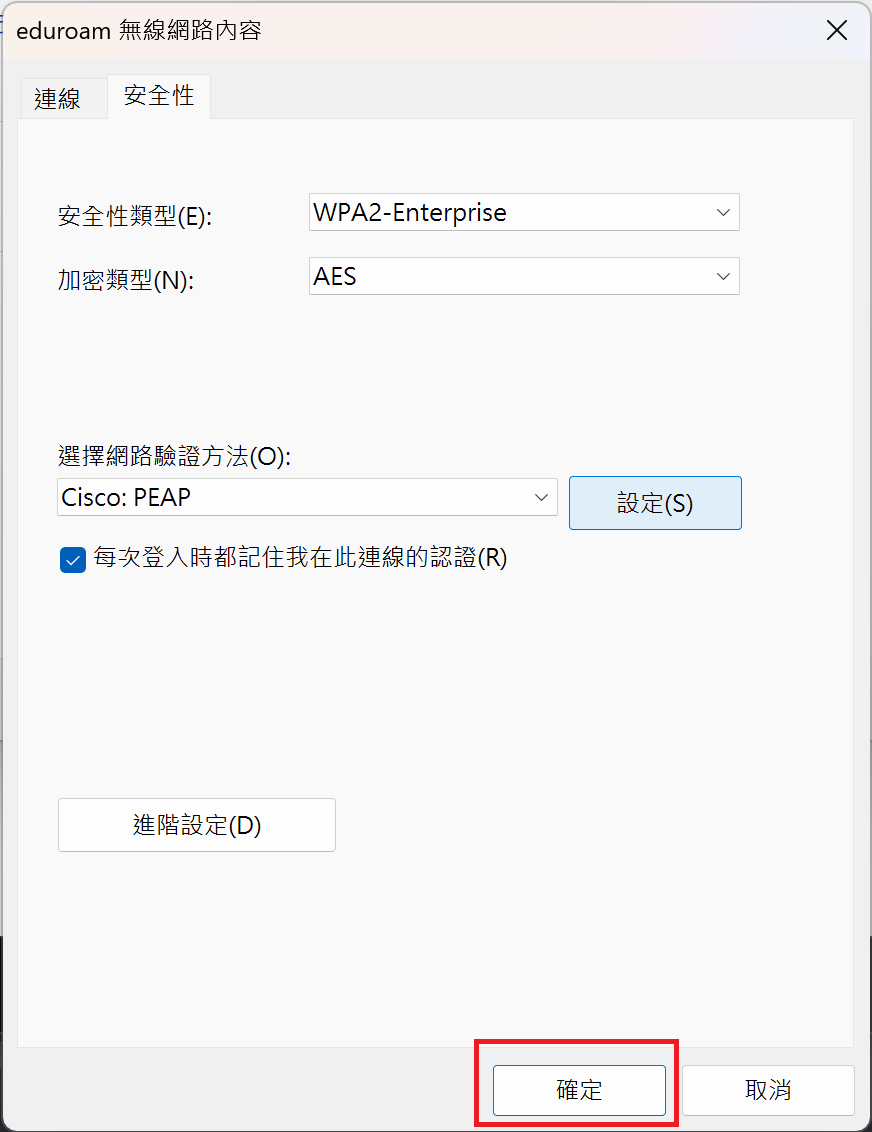 eduroam 無線網路內容
連線 安全性
安全性類型(E): WPA2-Enterprise
加密類型(N): AES
選擇網路驗證方法(O):
Cisco: PEAP 設定(S)
每次登入時都記住我在此連線的認證(R)
進階設定(D)
確定 取消